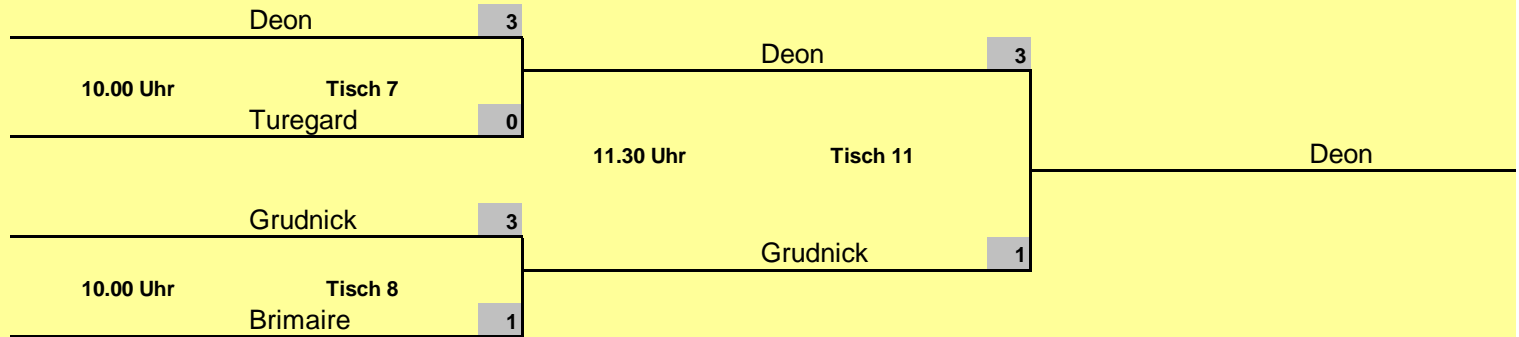 Deon 3
Deon 3
10.00 Uhr Tisch 7
Turegard 0
11.30 Uhr Tisch 11
Deon
Grudnick 3
Grudnick 1
10.00 Uhr Tisch 8
Brimaire 1